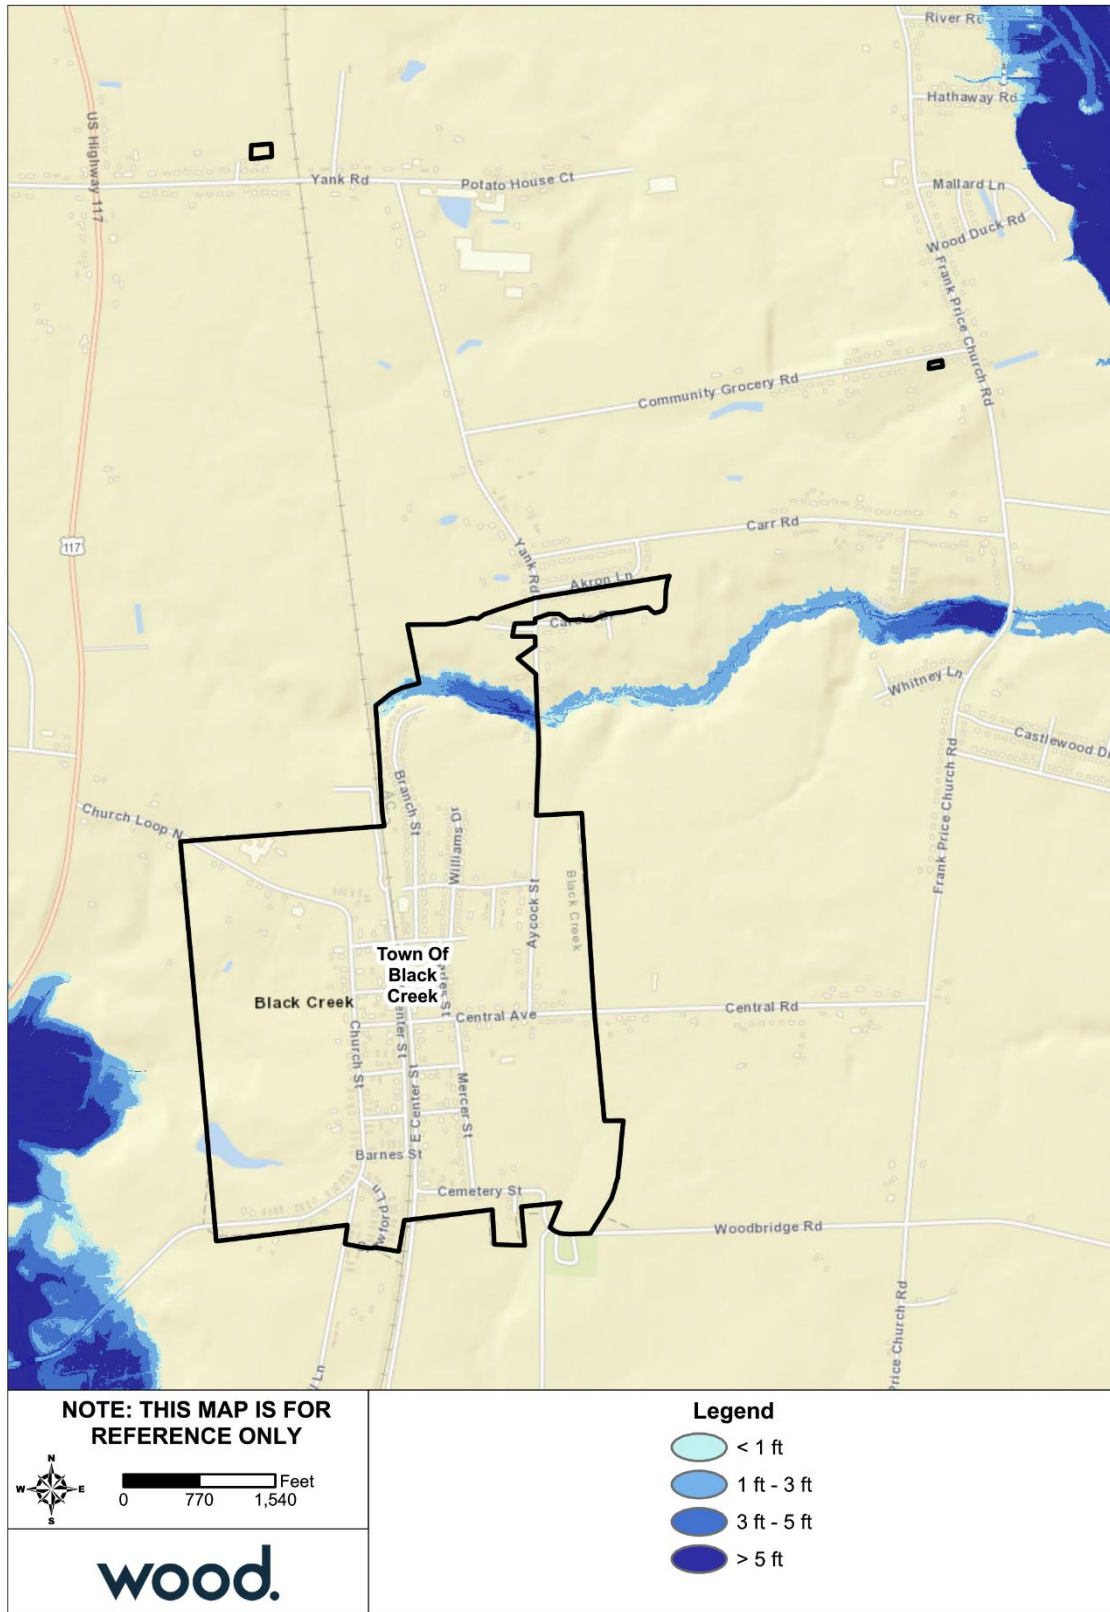 River Rd
Hathaway Rd
US Highway 117
Yank Rd
Potato House Ct
Mallard Ln
Wood Duck Rd
Frank Price Church Rd
Community Grocery Rd
117
Carr Rd
Yank Rd
Akron Ln
Whitney Ln
Castlewood Dr
Church Loop N
Branch St
Williams Dr
Frank Price Church Rd
Aycock St
Black Creek
Town Of
Black
Creek
Black Creek
Central Ave
Central Rd
Church St
E Center St
Mercer St
Barnes St
Cemetery St
Woodbridge Rd
Price Church Rd
NOTE: THIS MAP IS FOR
REFERENCE ONLY
N
W E
S
Feet
0 770 1,540
wood.
Legend
< 1 ft
1 ft - 3 ft
3 ft - 5 ft
> 5 ft